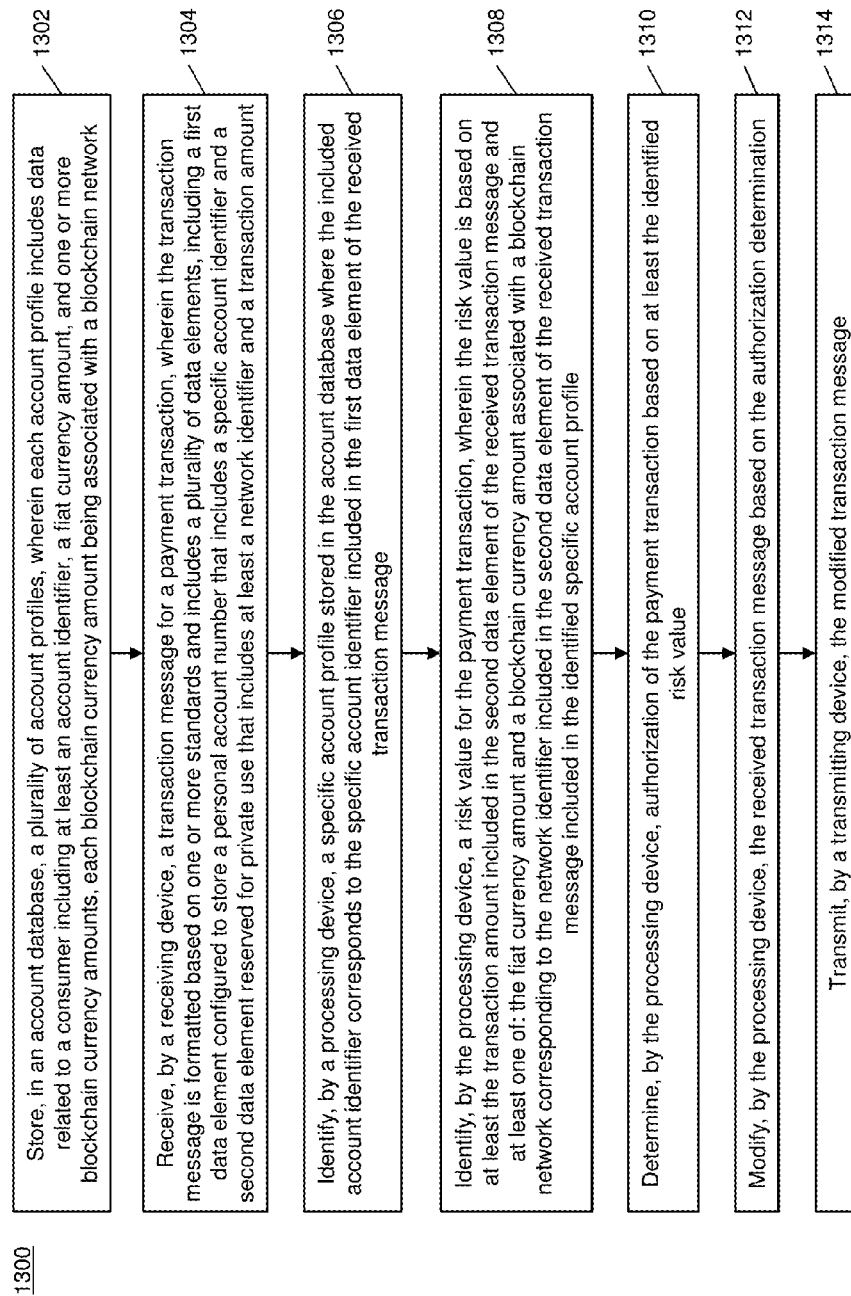 1300
Store, in an account database, a plurality of account profiles, wherein each account profile includes data
related to a consumer including at least an account identifier, a fiat currency amount, and one or more
blockchain currency amounts, each blockchain currency amount being associated with a blockchain network
1302
Receive, by a receiving device, a transaction message for a payment transaction, wherein the transaction
message is formatted based on one or more standards and includes a plurality of data elements, including a first
data element configured to store a personal account number that includes a specific account identifier and a
second data element reserved for private use that includes at least a network identifier and a transaction amount
1304
Identify, by a processing device, a specific account profile stored in the account database where the included
account identifier corresponds to the specific account identifier included in the first data element of the received
transaction message
1306
Identify, by the processing device, a risk value for the payment transaction, wherein the risk value is based on
at least the transaction amount included in the second data element of the received transaction message and
at least one of: the fiat currency amount and a blockchain currency amount associated with a blockchain
network corresponding to the network identifier included in the second data element of the received transaction
message included in the identified specific account profile
1308
Determine, by the processing device, authorization of the payment transaction based on at least the identified
risk value
1310
Modify, by the processing device, the received transaction message based on the authorization determination
1312
Transmit, by a transmitting device, the modified transaction message
1314